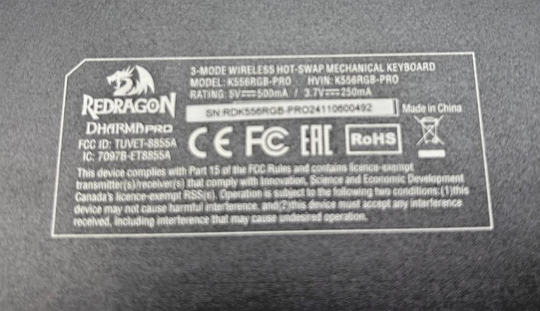 3-MODE WIRELESS HOT-SWAP MECHANICAL KEYBOARD
MODEL: K556RGB-PRO HVIN: K556RGB-PRO
RATING: 5V⎓500mA / 3.7V⎓250mA
REDRAGON
SN:RDK556RGB-PRO24110600492
Made in China
DHARMA PRO
FCC ID: TUVET-8855A
IC: 7097B-ET8855A
CE FC EAC RoHS
This device complies with Part 15 of the FCC Rules and contains licence-exempt
transmitter(s)/receiver(s) that comply with Innovation, Science and Economic Development
Canada's licence-exempt RSS(s). Operation is subject to the following two conditions:(1)this
device may not cause harmful interference, and(2)this device must accept any interference
received, including interference that may cause undesired operation.